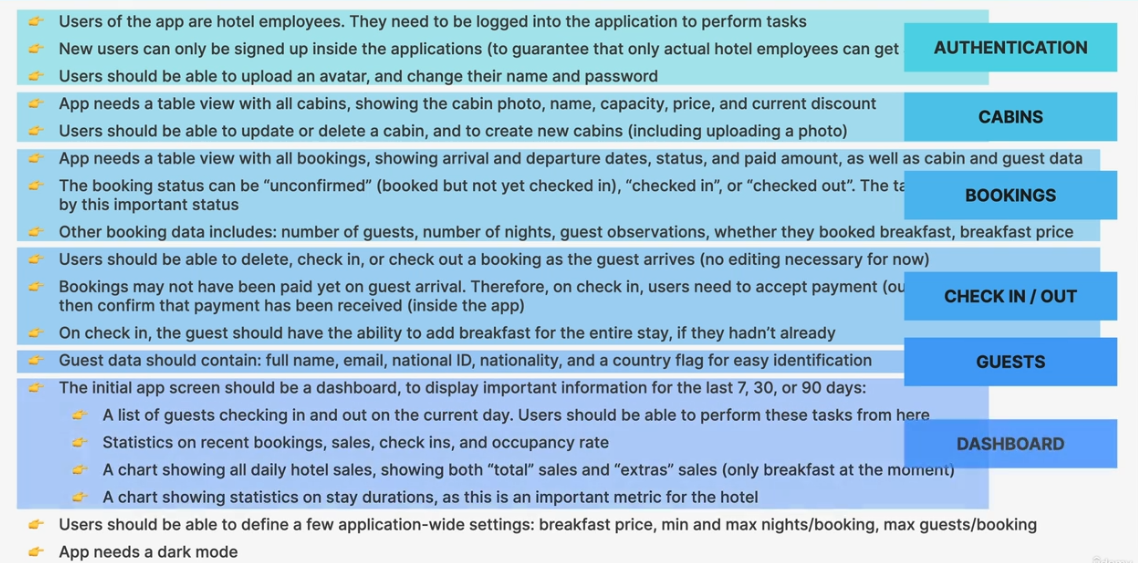 Users of the app are hotel employees. They need to be logged into the application to perform tasks
New users can only be signed up inside the applications (to guarantee that only actual hotel employees can get
AUTHENTICATION
Users should be able to upload an avatar, and change their name and password
App needs a table view with all cabins, showing the cabin photo, name, capacity, price, and current discount
CABINS
Users should be able to update or delete a cabin, and to create new cabins (including uploading a photo)
App needs a table view with all bookings, showing arrival and departure dates, status, and paid amount, as well as cabin and guest data
The booking status can be “unconfirmed” (booked but not yet checked in), “checked in”, or “checked out”. The
by this important status
BOOKINGS
Other booking data includes: number of guests, number of nights, guest observations, whether they booked breakfast, breakfast price
Users should be able to delete, check in, or check out a booking as the guest arrives (no editing necessary for now)
Bookings may not have been paid yet on guest arrival. Therefore, on check in, users need to accept payment
then confirm that payment has been received (inside the app)
CHECK IN / OUT
On check in, the guest should have the ability to add breakfast for the entire stay, if they hadn’t already
Guest data should contain: full name, email, national ID, nationality, and a country flag for easy identification
GUESTS
The initial app screen should be a dashboard, to display important information for the last 7, 30, or 90 days:
A list of guests checking in and out on the current day. Users should be able to perform these tasks from here
Statistics on recent bookings, sales, check ins, and occupancy rate
DASHBOARD
A chart showing all daily hotel sales, showing both “total” sales and “extras” sales (only breakfast at the moment)
A chart showing statistics on stay durations, as this is an important metric for the hotel
Users should be able to define a few application-wide settings: breakfast price, min and max nights/booking, max guests/booking
App needs a dark mode